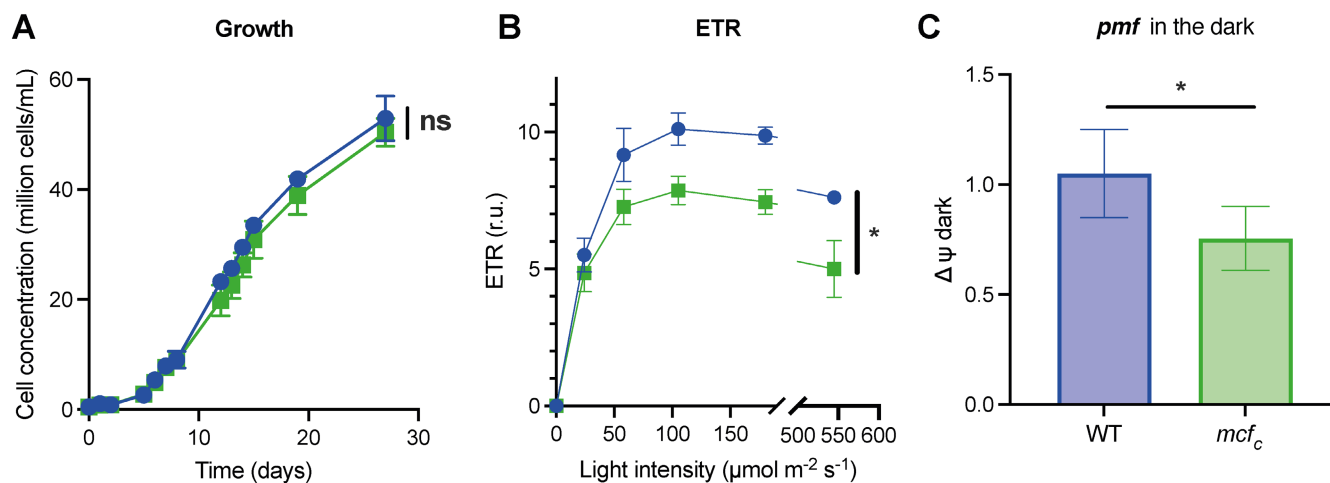 A
Growth
Cell concentration (million cells/mL)
60
40
20
0
ns
0 10 20 30
Time (days)
B
ETR
ETR (r.u.)
10
5
0
*
0 50 100 150 500 550 600
Light intensity (µmol m⁻² s⁻¹)
C
pmf in the dark
Δ ψ dark
1.5
1.0
0.5
0.0
*
WT mcf_c